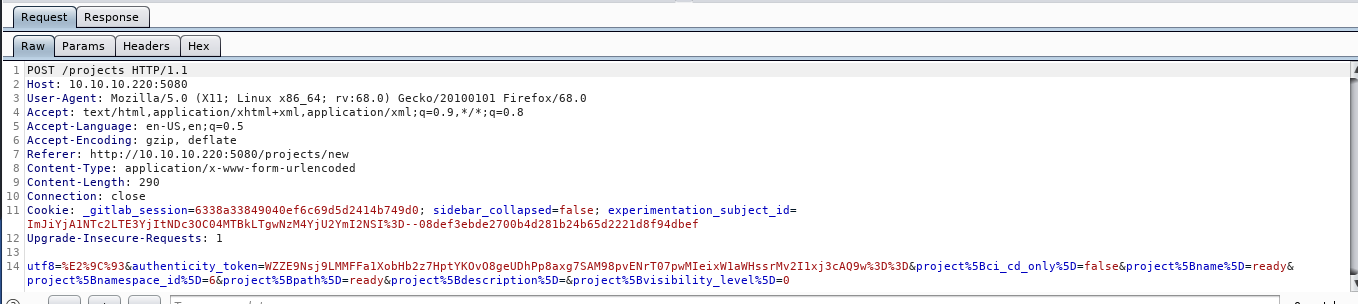 Request Response
Raw Params Headers Hex
1 POST /projects HTTP/1.1
2 Host: 10.10.10.220:5080
3 User-Agent: Mozilla/5.0 (X11; Linux x86_64; rv:68.0) Gecko/20100101 Firefox/68.0
4 Accept: text/html,application/xhtml+xml,application/xml;q=0.9,*/*;q=0.8
5 Accept-Language: en-US,en;q=0.5
6 Accept-Encoding: gzip, deflate
7 Referer: http://10.10.10.220:5080/projects/new
8 Content-Type: application/x-www-form-urlencoded
9 Content-Length: 290
10 Connection: close
11 Cookie: _gitlab_session=6338a33849040ef6c69d5d2414b749d0; sidebar_collapsed=false; experimentation_subject_id=
ImJiYjA1NTc2LTE3YjItNDc3OC04MTBkLTgwNzM4YjU2YmI2NSI%3D--08def3ebde2700b4d281b24b65d2221d8f94dbef
12 Upgrade-Insecure-Requests: 1
13
14 utf8=%E2%9C%93&authenticity_token=WZZE9Nsj9LMMFFa1XobHb2z7HptYKOvO8geUDhPp8axg7SAM98pvENrT07pwMIeixW1aWHssrMv2I1xj3cAQ9w%3D%3D&project%5Bci_cd_only%5D=false&project%5Bname%5D=ready&
project%5Bnamespace_id%5D=6&project%5Bpath%5D=ready&project%5Bdescription%5D=&project%5Bvisibility_level%5D=0